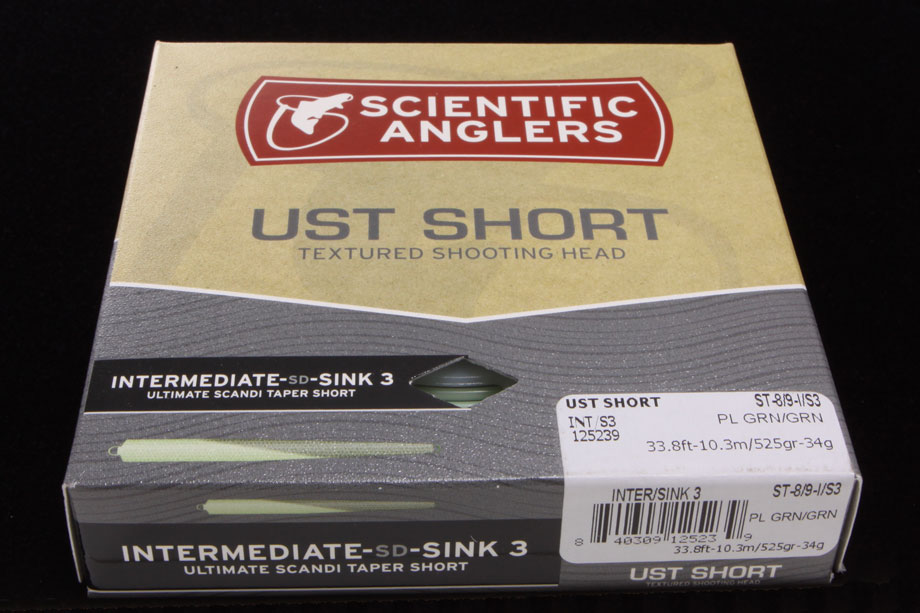 SCIENTIFIC
ANGLERS
UST SHORT
TEXTURED SHOOTING HEAD
INTERMEDIATE-SD-SINK 3
ULTIMATE SCANDI TAPER SHORT
UST SHORT ST-8/9-I/S3
INT/S3 PL GRN/GRN
125239
33.8ft-10.3m/525gr-34g
INTER/SINK 3 ST-8/9-I/S3
PL GRN/GRN
8 40309 12523 9
33.8ft-10.3m/525gr-34g
INTERMEDIATE-SD-SINK 3
ULTIMATE SCANDI TAPER SHORT
UST SHORT
TEXTURED SHOOTING HEAD